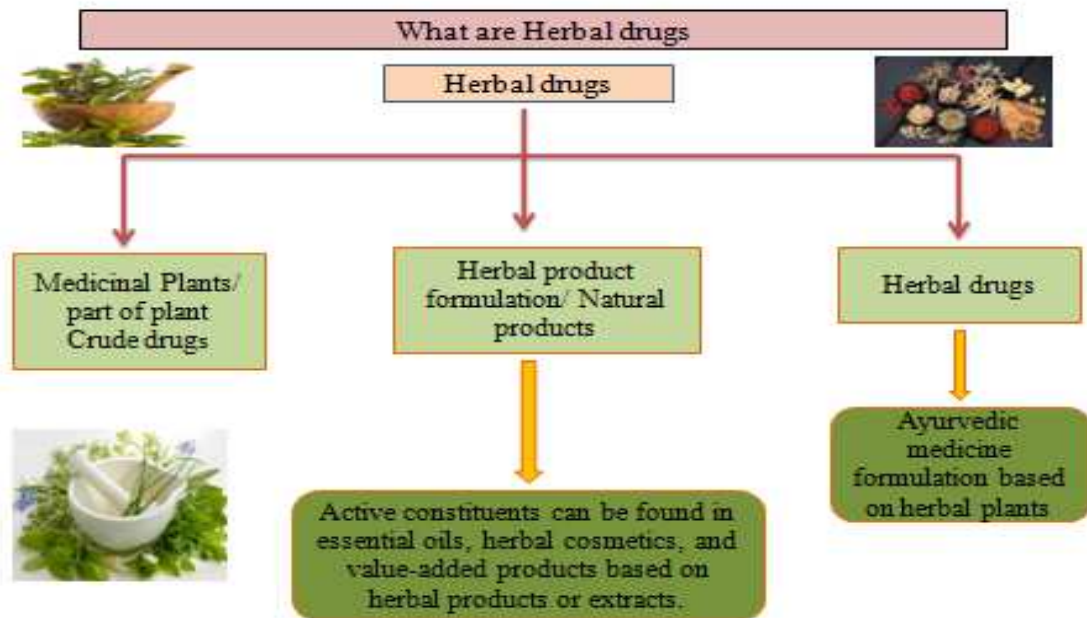 What are Herbal drugs
Herbal drugs
Medicinal Plants/
part of plant
Crude drugs
Herbal product
formulation/ Natural
products
Herbal drugs
Active constituents can be found in
essential oils, herbal cosmetics, and
value-added products based on
herbal products or extracts.
Ayurvedic
medicine
formulation based
on herbal plants